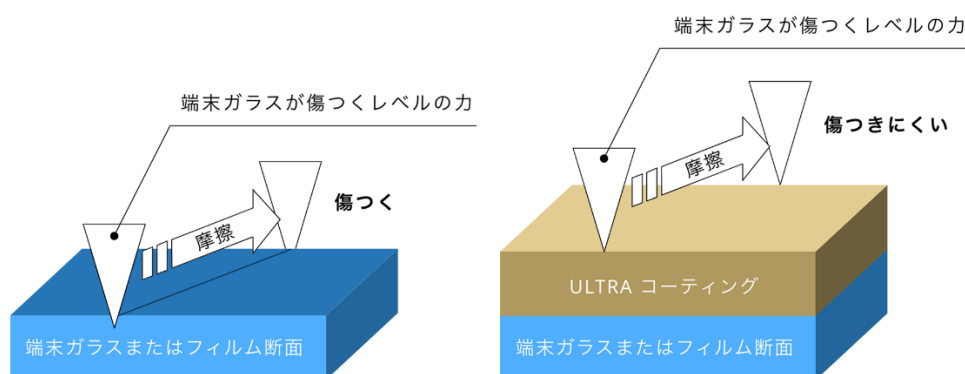 端末ガラスが傷つくレベルの力
摩擦
傷つく
端末ガラスまたはフィルム断面
端末ガラスが傷つくレベルの力
摩擦
傷つきにくい
ULTRA コーティング
端末ガラスまたはフィルム断面